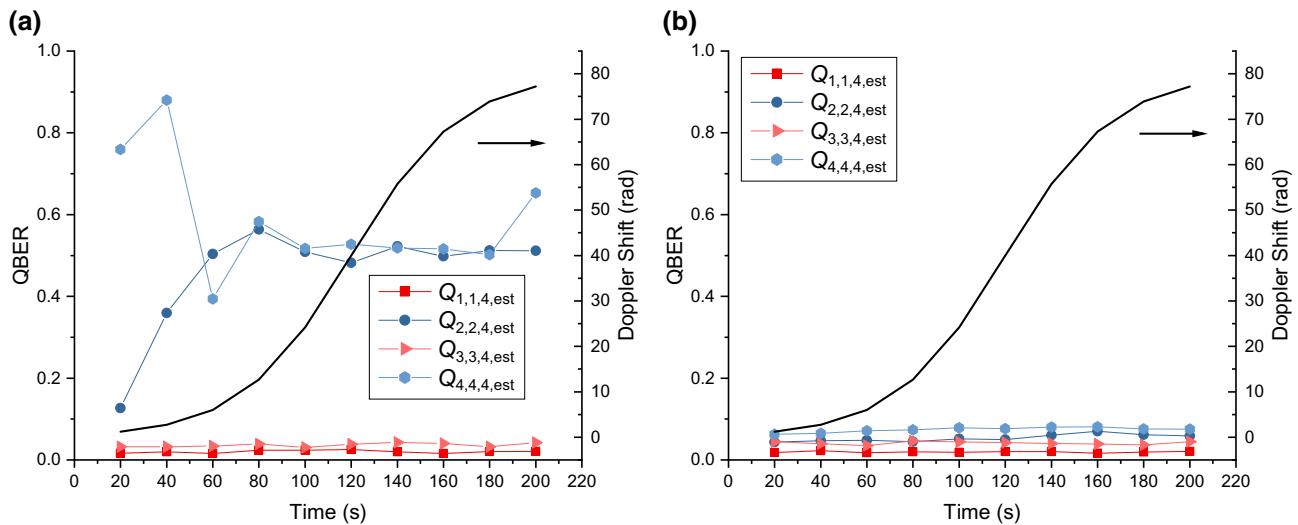 (a)
1.0
0.8
0.6
0.4
0.2
0.0
QBER
80
70
60
50
40
30
20
10
0
Doppler Shift (rad)
Q1,1,4,est
Q2,2,4,est
Q3,3,4,est
Q4,4,4,est
0 20 40 60 80 100 120 140 160 180 200 220
Time (s)
(b)
1.0
0.8
0.6
0.4
0.2
0.0
QBER
Q1,1,4,est
Q2,2,4,est
Q3,3,4,est
Q4,4,4,est
80
70
60
50
40
30
20
10
0
Doppler Shift (rad)
0 20 40 60 80 100 120 140 160 180 200 220
Time (s)